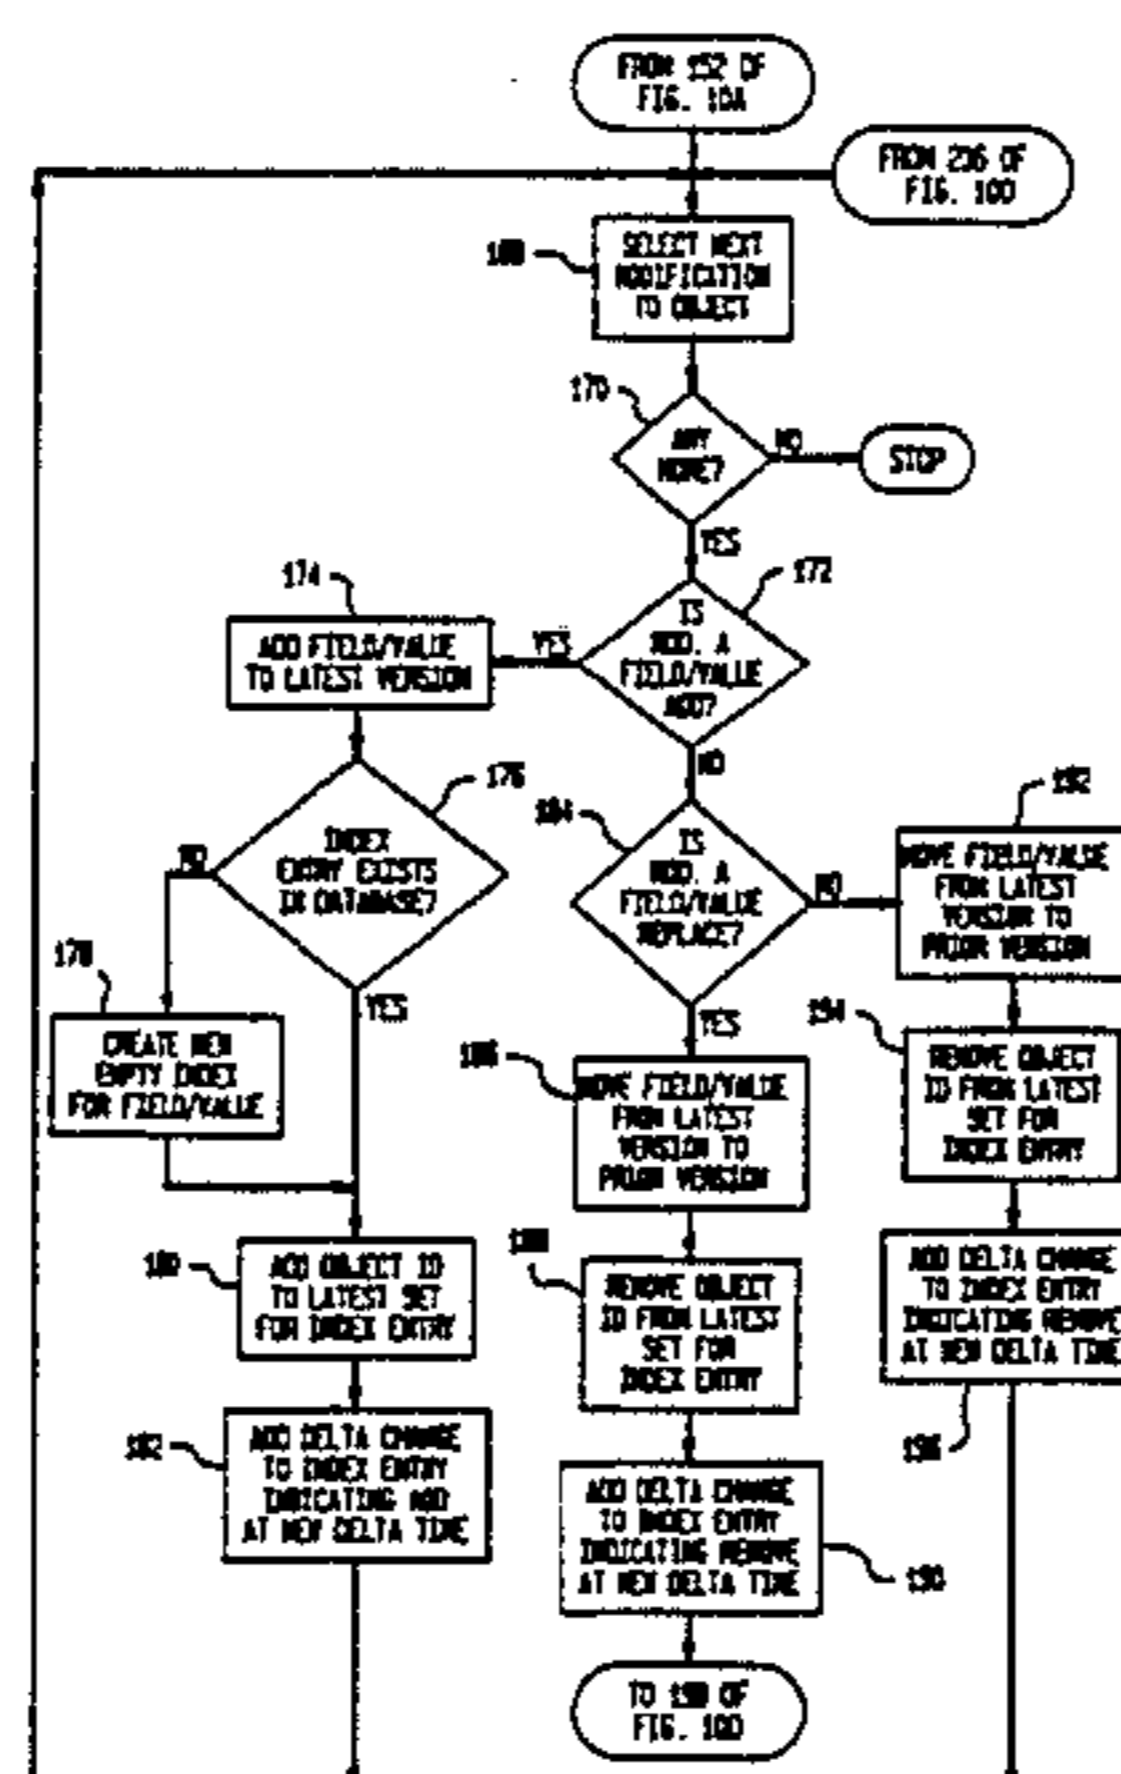 FROM 152 OF
FIG. 10A
FROM 206 OF
FIG. 10D
168
SELECT NEXT
MODIFICATION
TO OBJECT
170
ANY
MORE?
NO
STOP
YES
172
IS
MOD. A
FIELD/VALUE
ADD?
YES
174
ADD FIELD/VALUE
TO LATEST VERSION
NO
176
INDEX
ENTRY EXISTS
IN DATABASE?
NO
YES
178
CREATE NEW
EMPTY INDEX
FOR FIELD/VALUE
180
ADD OBJECT ID
TO LATEST SET
FOR INDEX ENTRY
182
ADD DELTA CHANGE
TO INDEX ENTRY
INDICATING ADD
AT NEW DELTA TIME
184
IS
MOD. A
FIELD/VALUE
REPLACE?
NO
YES
186
MOVE FIELD/VALUE
FROM LATEST
VERSION TO
PRIOR VERSION
188
REMOVE OBJECT
ID FROM LATEST
SET FOR
INDEX ENTRY
ADD DELTA CHANGE
TO INDEX ENTRY
INDICATING REMOVE
AT NEW DELTA TIME
190
TO 198 OF
FIG. 10D
192
MOVE FIELD/VALUE
FROM LATEST
VERSION TO
PRIOR VERSION
194
REMOVE OBJECT
ID FROM LATEST
SET FOR
INDEX ENTRY
ADD DELTA CHANGE
TO INDEX ENTRY
INDICATING REMOVE
AT NEW DELTA TIME
196